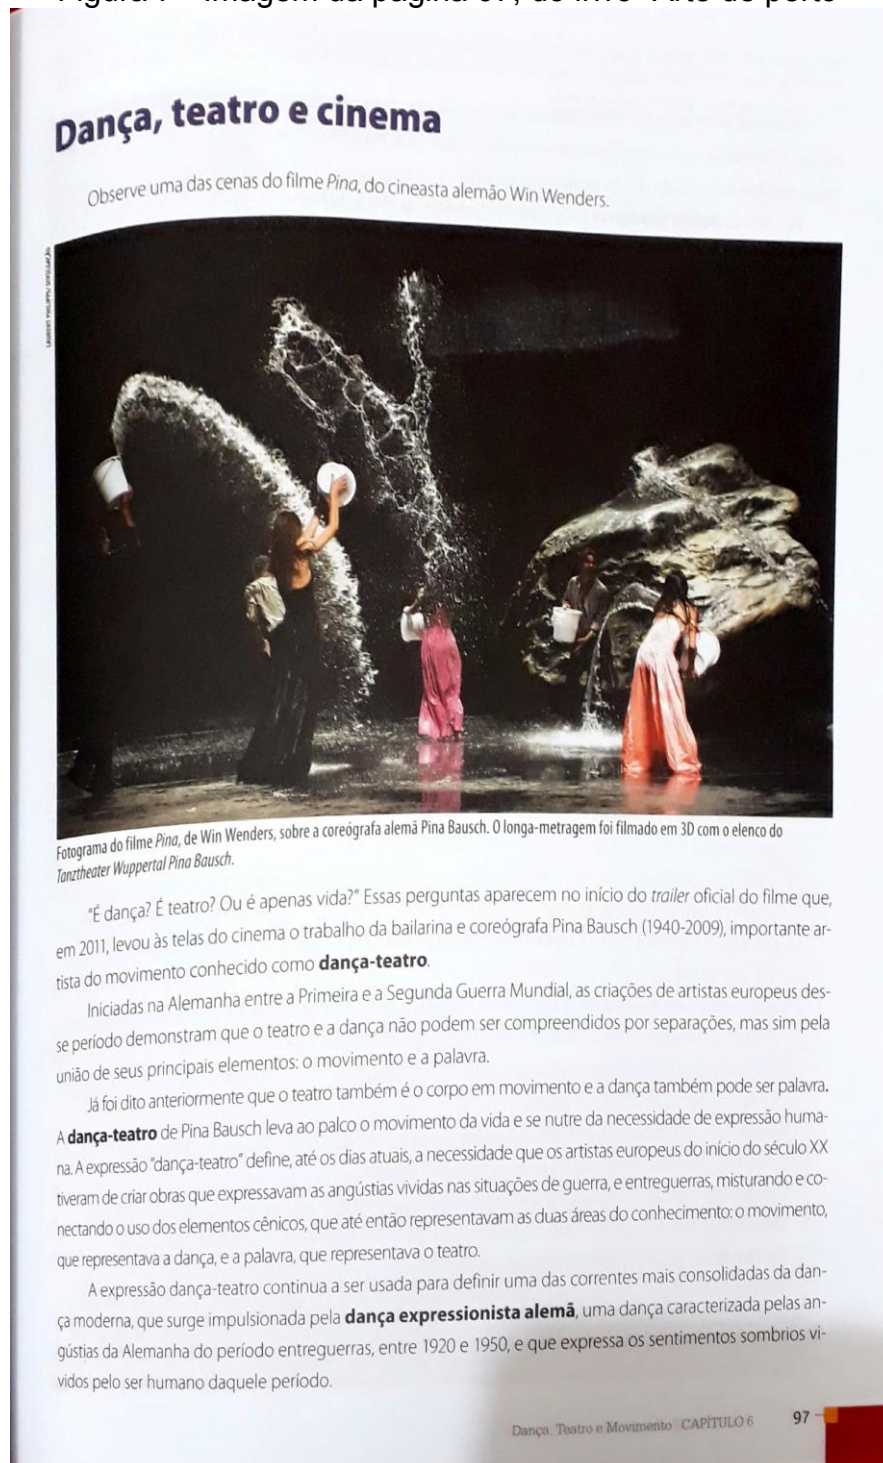 Dança, teatro e cinema
Observe uma das cenas do filme Pina, do cineasta alemão Win Wenders.
Fotograma do filme Pina, de Win Wenders, sobre a coreógrafa alemã Pina Bausch. O longa-metragem foi filmado em 3D com o elenco do
Tanztheater Wuppertal Pina Bausch.
"É dança? É teatro? Ou é apenas vida?" Essas perguntas aparecem no início do trailer oficial do filme que,
em 2011, levou às telas do cinema o trabalho da bailarina e coreógrafa Pina Bausch (1940-2009), importante ar-
tista do movimento conhecido como dança-teatro.
Iniciadas na Alemanha entre a Primeira e a Segunda Guerra Mundial, as criações de artistas europeus des-
se período demonstram que o teatro e a dança não podem ser compreendidos por separações, mas sim pela
união de seus principais elementos: o movimento e a palavra.
Já foi dito anteriormente que o teatro também é o corpo em movimento e a dança também pode ser palavra.
A dança-teatro de Pina Bausch leva ao palco o movimento da vida e se nutre da necessidade de expressão huma-
na. A expressão "dança-teatro" define, até os dias atuais, a necessidade que os artistas europeus do início do século XX
tiveram de criar obras que expressavam as angústias vividas nas situações de guerra, e entreguerras, misturando e co-
nectando o uso dos elementos cênicos, que até então representavam as duas áreas do conhecimento: o movimento,
que representava a dança, e a palavra, que representava o teatro.
A expressão dança-teatro continua a ser usada para definir uma das correntes mais consolidadas da dan-
ça moderna, que surge impulsionada pela dança expressionista alemã, uma dança caracterizada pelas an-
gústias da Alemanha do período entreguerras, entre 1920 e 1950, e que expressa os sentimentos sombrios vi-
vidos pelo ser humano daquele período.
Dança, Teatro e Movimento CAPÍTULO 6 97